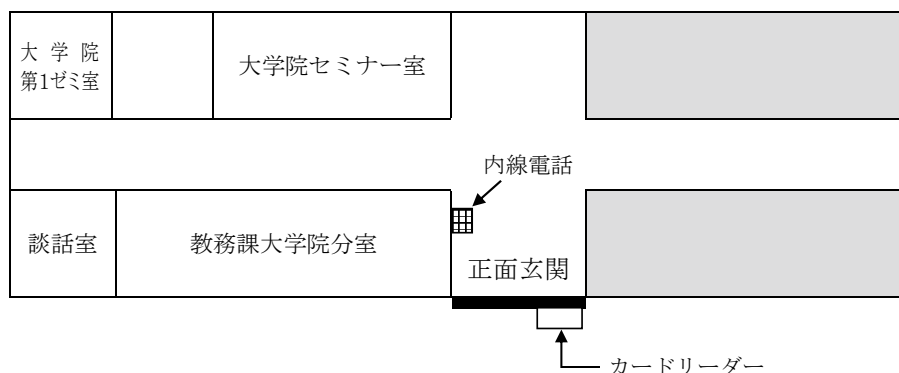 大学院
第1ゼミ室
大学院セミナー室
内線電話
談話室
教務課大学院分室
正面玄関
カードリーダー